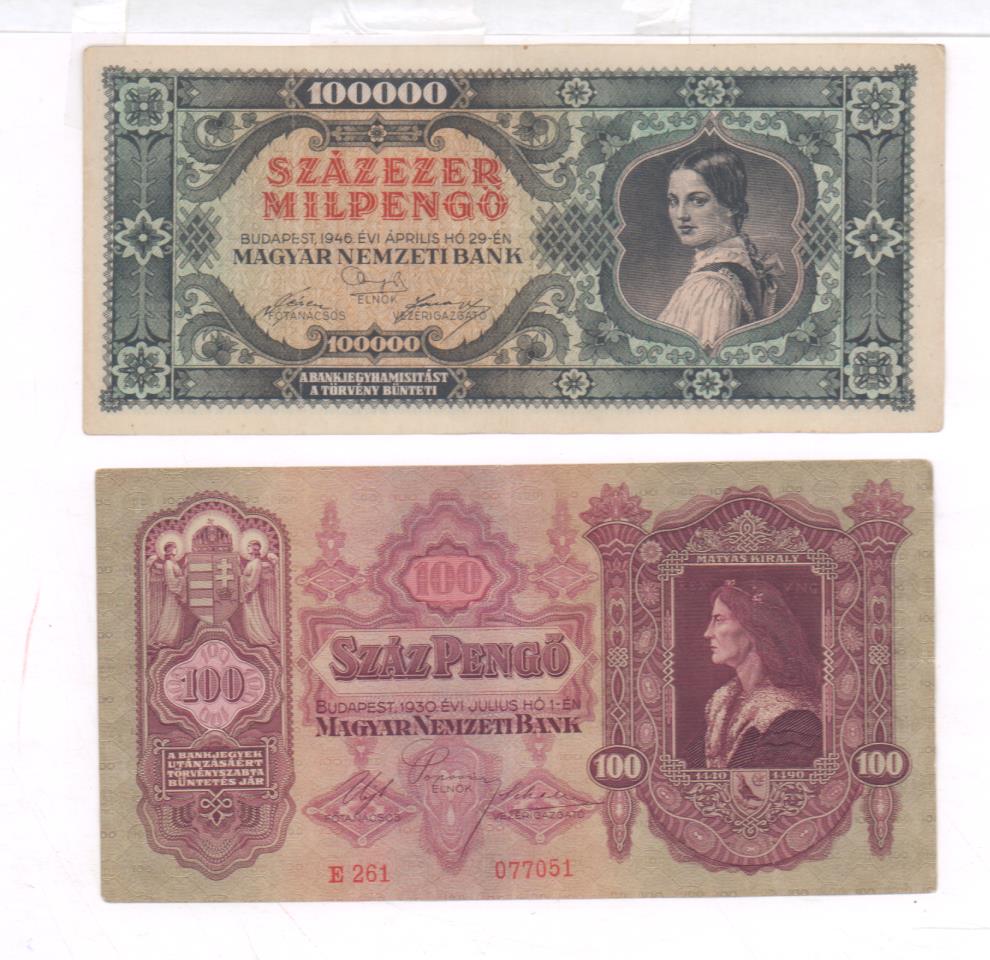 100000
SZÁZEZER
MILPENGŐ
BUDAPEST, 1946. ÉVI ÁPRILIS HÓ 29-ÉN
MAGYAR NEMZETI BANK
ELNÖK
FŐTANÁCSOS VEZÉRIGAZGATÓ
100000
A BANKJEGYHAMISITÁST
A TÖRVÉNY BÜNTETI
100
MÁTYÁS KIRÁLY
SZÁZ PENGŐ
100
BUDAPEST, 1930. ÉVI JULIUS HÓ 1-ÉN
MAGYAR NEMZETI BANK
A BANKJEGYEK
UTÁNZÁSÁÉRT
TÖRVÉNYSZABTA
BÜNTETÉS JÁR
100 100
1440 1490
ELNÖK
FŐTANÁCSOS VEZÉRIGAZGATÓ
E 261 077051